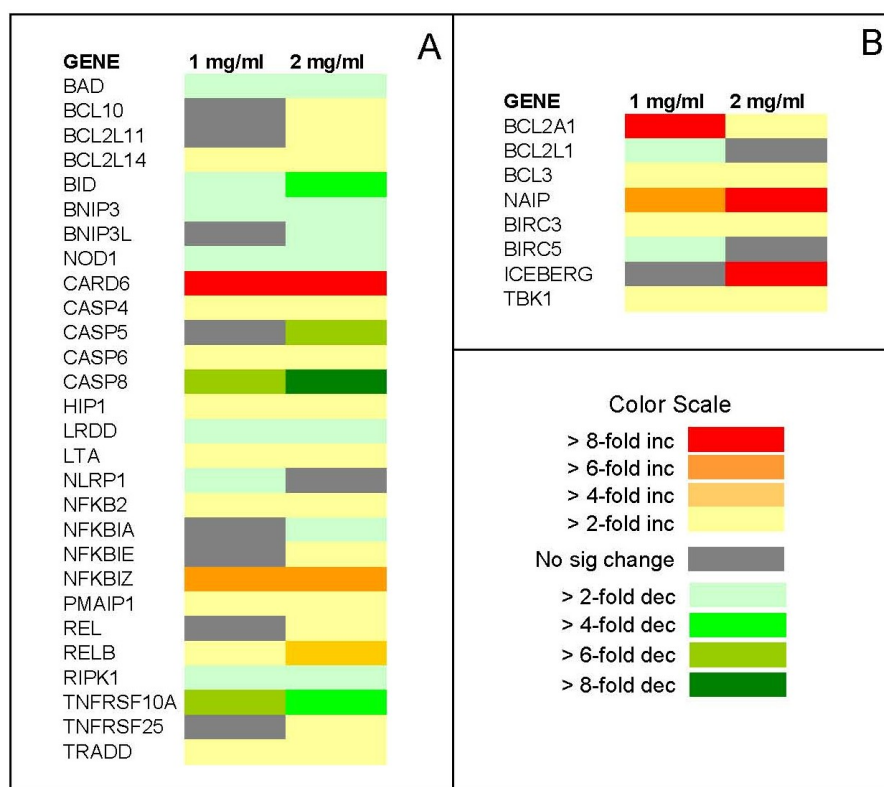 A
GENE 1 mg/ml 2 mg/ml
BAD
BCL10
BCL2L11
BCL2L14
BID
BNIP3
BNIP3L
NOD1
CARD6
CASP4
CASP5
CASP6
CASP8
HIP1
LRDD
LTA
NLRP1
NFKB2
NFKBIA
NFKBIE
NFKBIZ
PMAIP1
REL
RELB
RIPK1
TNFRSF10A
TNFRSF25
TRADD
B
GENE 1 mg/ml 2 mg/ml
BCL2A1
BCL2L1
BCL3
NAIP
BIRC3
BIRC5
ICEBERG
TBK1
Color Scale
> 8-fold inc
> 6-fold inc
> 4-fold inc
> 2-fold inc
No sig change
> 2-fold dec
> 4-fold dec
> 6-fold dec
> 8-fold dec